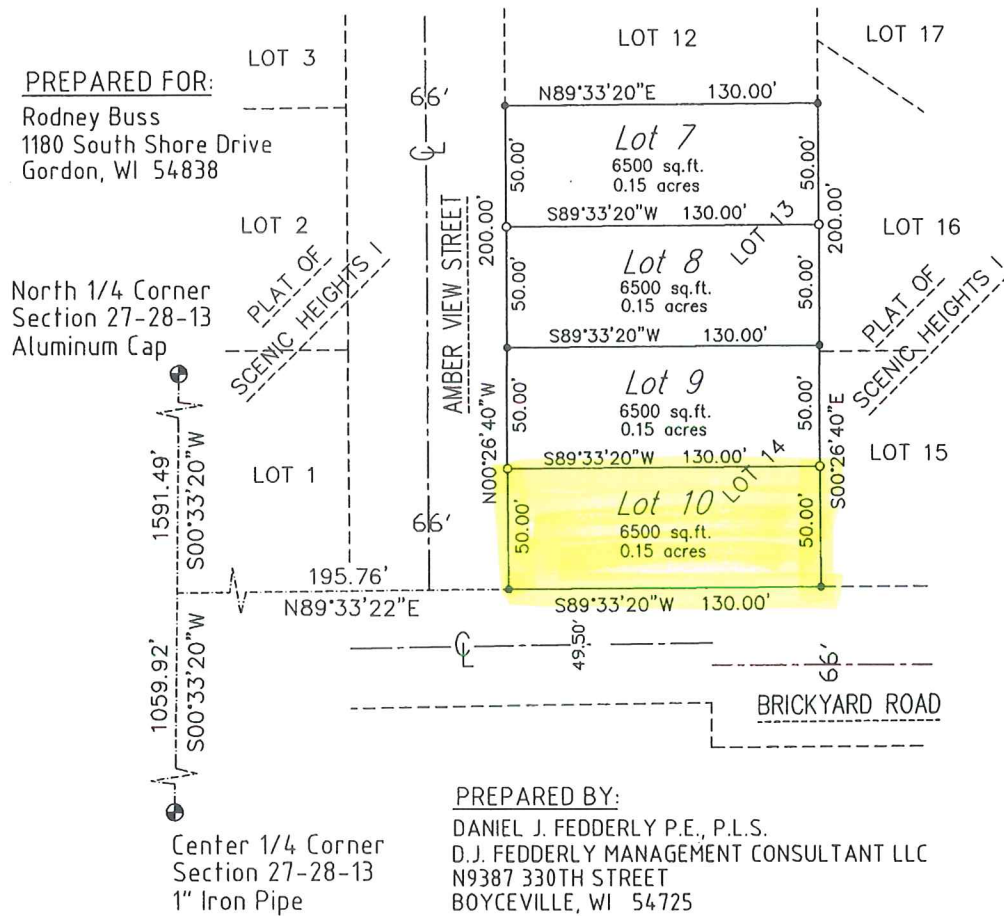 LOT 3
LOT 12
LOT 17
PREPARED FOR:
Rodney Buss
1180 South Shore Drive
Gordon, WI 54838
66'
CL
N89°33'20"E 130.00'
Lot 7
6500 sq.ft.
0.15 acres
50.00'
50.00'
S89°33'20"W 130.00'
LOT 13
200.00'
200.00'
AMBER VIEW STREET
LOT 2
PLAT OF
SCENIC HEIGHTS I
LOT 16
PLAT OF
SCENIC HEIGHTS I
Lot 8
6500 sq.ft.
0.15 acres
50.00'
50.00'
S89°33'20"W 130.00'
North 1/4 Corner
Section 27-28-13
Aluminum Cap
Lot 9
6500 sq.ft.
0.15 acres
50.00'
50.00'
N00°26'40"W
S00°26'40"E
S89°33'20"W 130.00'
LOT 14
LOT 15
LOT 1
1591.49'
S00°33'20"W
66'
Lot 10
6500 sq.ft.
0.15 acres
50.00'
50.00'
195.76'
N89°33'22"E
S89°33'20"W 130.00'
1059.92'
S00°33'20"W
CL
49.50'
66'
BRICKYARD ROAD
Center 1/4 Corner
Section 27-28-13
1" Iron Pipe
PREPARED BY:
DANIEL J. FEDDERLY P.E., P.L.S.
D.J. FEDDERLY MANAGEMENT CONSULTANT LLC
N9387 330TH STREET
BOYCEVILLE, WI 54725